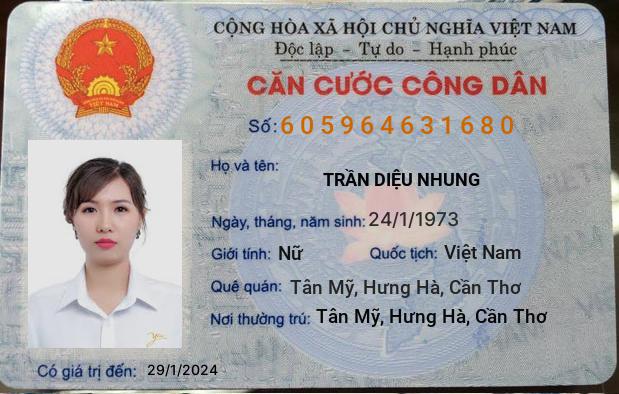 CỘNG HÒA XÃ HỘI CHỦ NGHĨA VIỆT NAM
Độc lập - Tự do - Hạnh phúc
CĂN CƯỚC CÔNG DÂN
Số: 605964631680
Họ và tên:
TRẦN DIỆU NHUNG
Ngày, tháng, năm sinh: 24/1/1973
Giới tính: Nữ Quốc tịch: Việt Nam
Quê quán: Tân Mỹ, Hưng Hà, Cần Thơ
Nơi thường trú: Tân Mỹ, Hưng Hà, Cần Thơ
Có giá trị đến: 29/1/2024
VIỆT NAM